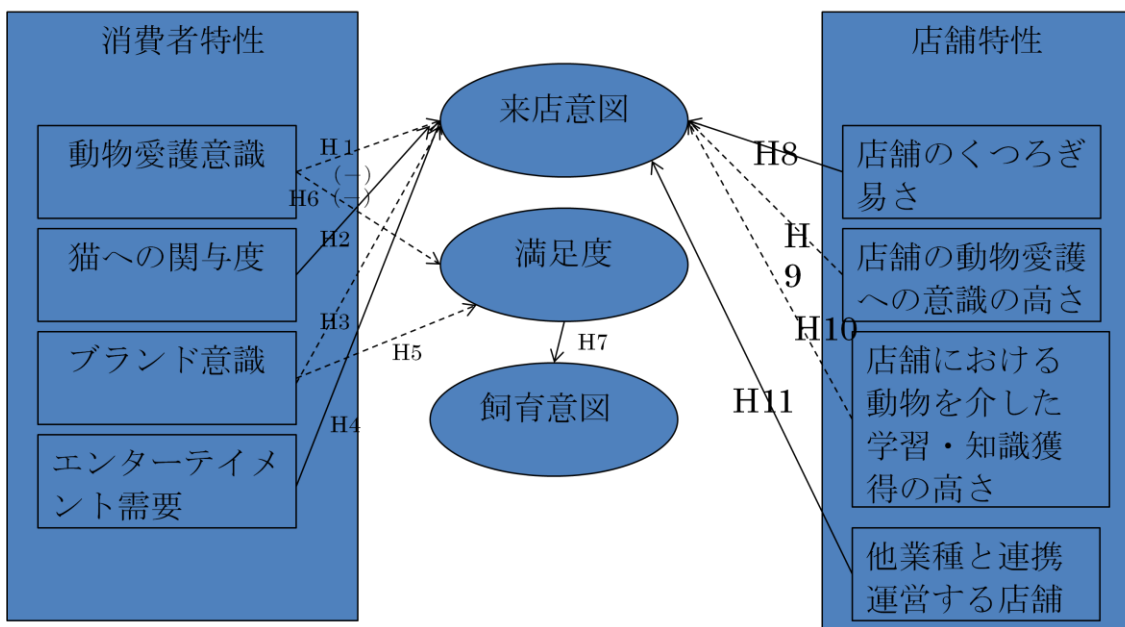 消費者特性
動物愛護意識
猫への関与度
ブランド意識
エンターテイメ
ント需要
H1
(−)
H6
(−)
H2
H3
H5
H4
来店意図
満足度
H7
飼育意図
H8
H
9
H10
H11
店舗特性
店舗のくつろぎ
易さ
店舗の動物愛護
への意識の高さ
店舗における
動物を介した
学習・知識獲
得の高さ
他業種と連携
運営する店舗